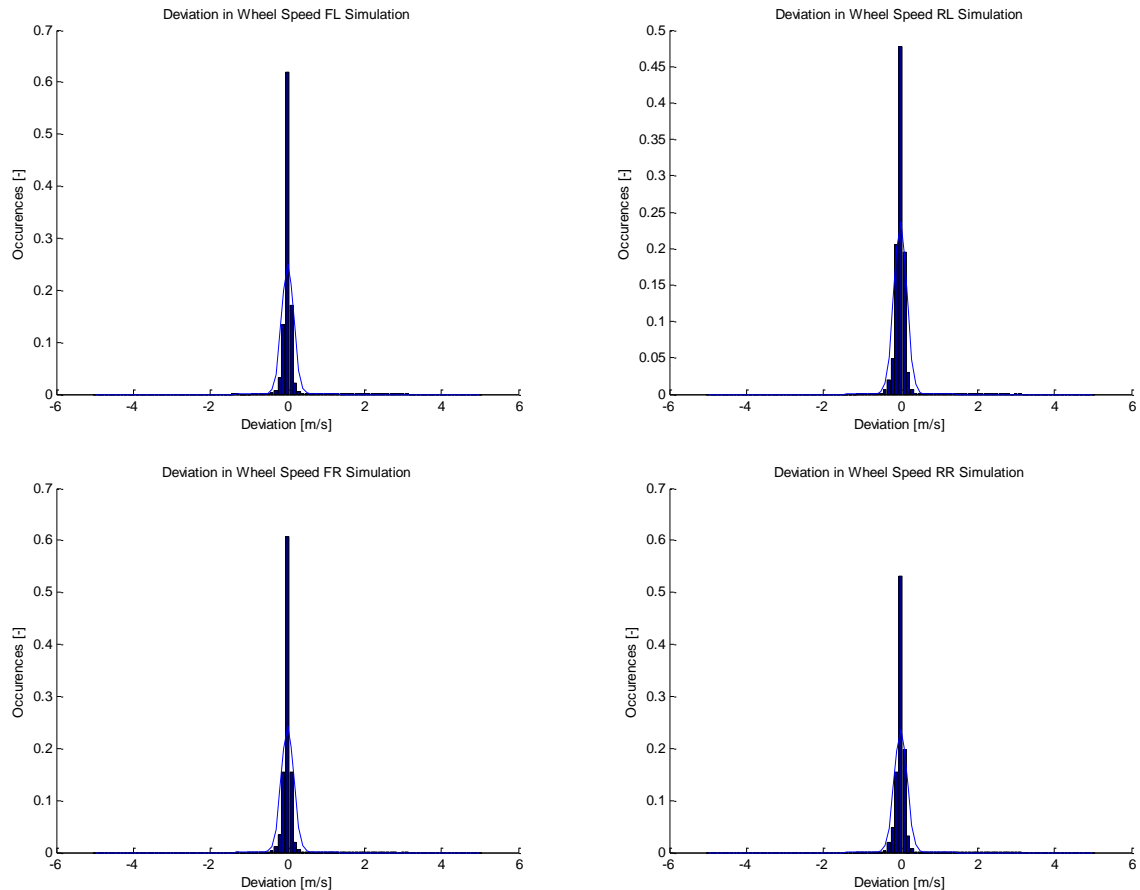 Deviation in Wheel Speed FL Simulation
0.7
0.6
0.5
0.4
0.3
0.2
0.1
0
Occurences [-]
-6 -4 -2 0 2 4 6
Deviation [m/s]
Deviation in Wheel Speed RL Simulation
0.5
0.45
0.4
0.35
0.3
0.25
0.2
0.15
0.1
0.05
0
Occurences [-]
-6 -4 -2 0 2 4 6
Deviation [m/s]
Deviation in Wheel Speed FR Simulation
0.7
0.6
0.5
0.4
0.3
0.2
0.1
0
Occurences [-]
-6 -4 -2 0 2 4 6
Deviation [m/s]
Deviation in Wheel Speed RR Simulation
0.7
0.6
0.5
0.4
0.3
0.2
0.1
0
Occurences [-]
-6 -4 -2 0 2 4 6
Deviation [m/s]